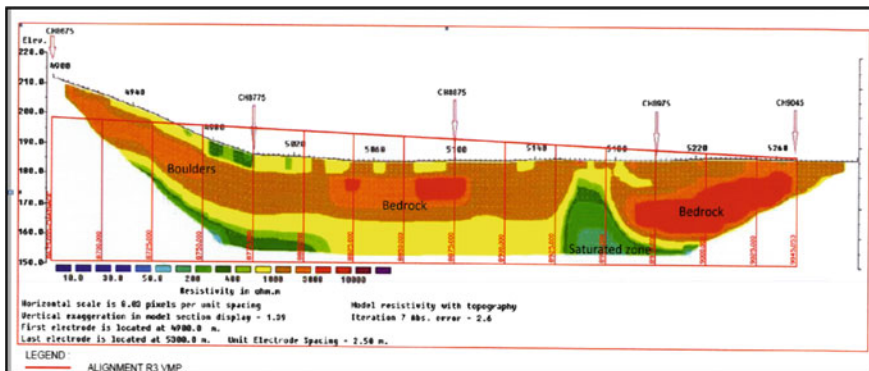 CH8675
Elev.
220.0
4900
210.0
4940
CH8775
CH8875
CH8975
CH9045
200.0
4980
190.0
5020
5060
5100
5140
5180
5220
5260
180.0
Boulders
Bedrock
Bedrock
170.0
160.0
Saturated zone
150.0
10.0 30.0 50.0 200 400 1000 3000 10000
Resistivity in ohm.m
Horizontal scale is 8.02 pixels per unit spacing
Model resistivity with topography
Vertical exaggeration in model section display - 1.39
Iteration 7 Abs. error - 2.6
First electrode is located at 4900.0 m.
Last electrode is located at 5300.0 m. Unit Electrode Spacing - 2.50 m.
LEGEND :
ALIGNMENT R3 VMP